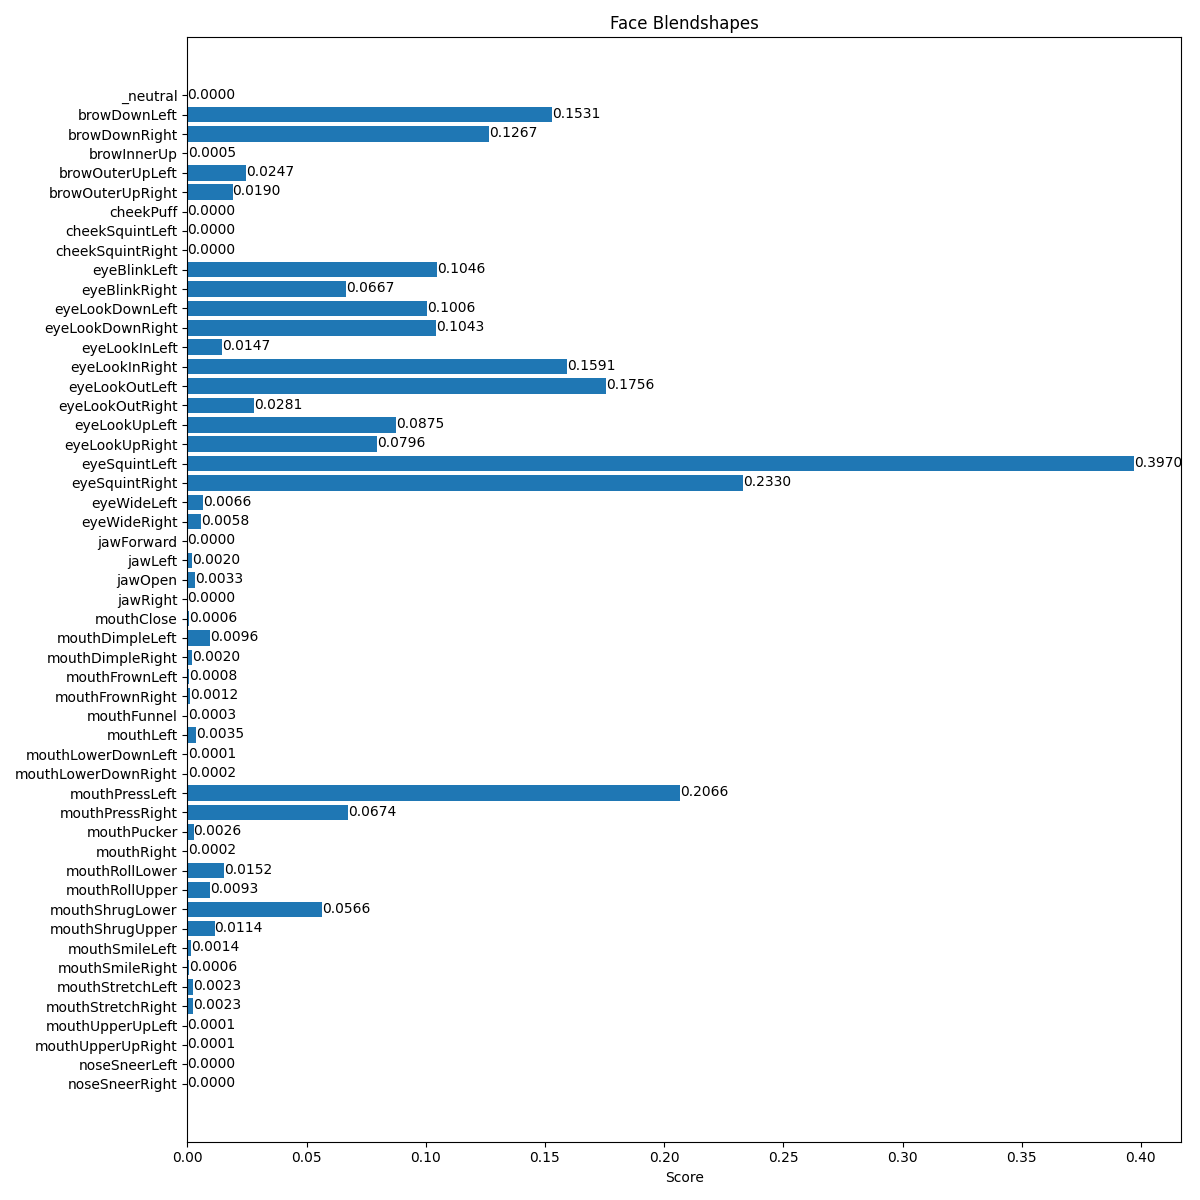 Face Blendshapes
_neutral 0.0000
browDownLeft 0.1531
browDownRight 0.1267
browInnerUp 0.0005
browOuterUpLeft 0.0247
browOuterUpRight 0.0190
cheekPuff 0.0000
cheekSquintLeft 0.0000
cheekSquintRight 0.0000
eyeBlinkLeft 0.1046
eyeBlinkRight 0.0667
eyeLookDownLeft 0.1006
eyeLookDownRight 0.1043
eyeLookInLeft 0.0147
eyeLookInRight 0.1591
eyeLookOutLeft 0.1756
eyeLookOutRight 0.0281
eyeLookUpLeft 0.0875
eyeLookUpRight 0.0796
eyeSquintLeft 0.3970
eyeSquintRight 0.2330
eyeWideLeft 0.0066
eyeWideRight 0.0058
jawForward 0.0000
jawLeft 0.0020
jawOpen 0.0033
jawRight 0.0000
mouthClose 0.0006
mouthDimpleLeft 0.0096
mouthDimpleRight 0.0020
mouthFrownLeft 0.0008
mouthFrownRight 0.0012
mouthFunnel 0.0003
mouthLeft 0.0035
mouthLowerDownLeft 0.0001
mouthLowerDownRight 0.0002
mouthPressLeft 0.2066
mouthPressRight 0.0674
mouthPucker 0.0026
mouthRight 0.0002
mouthRollLower 0.0152
mouthRollUpper 0.0093
mouthShrugLower 0.0566
mouthShrugUpper 0.0114
mouthSmileLeft 0.0014
mouthSmileRight 0.0006
mouthStretchLeft 0.0023
mouthStretchRight 0.0023
mouthUpperUpLeft 0.0001
mouthUpperUpRight 0.0001
noseSneerLeft 0.0000
noseSneerRight 0.0000
0.00 0.05 0.10 0.15 0.20 0.25 0.30 0.35 0.40
Score